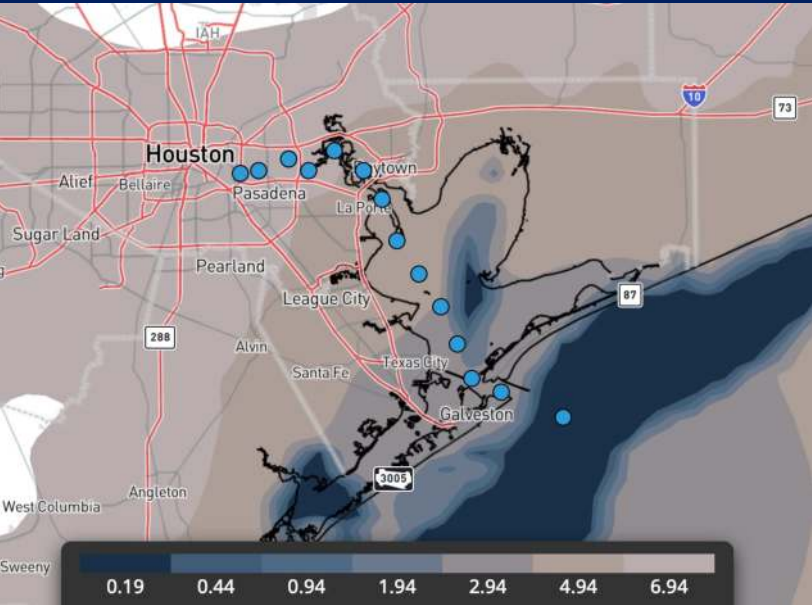 IAH
10
73
Houston
Baytown
Alief
Bellaire
Pasadena
La Porte
Sugar Land
Pearland
87
League City
288
Alvin
Texas City
Santa Fe
Galveston
3005
Angleton
West Columbia
Sweeny
0.19 0.44 0.94 1.94 2.94 4.94 6.94